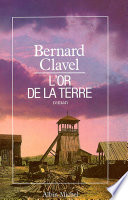 Bernard
Clavel
L'OR
DE LA TERRE
roman
Albin Michel